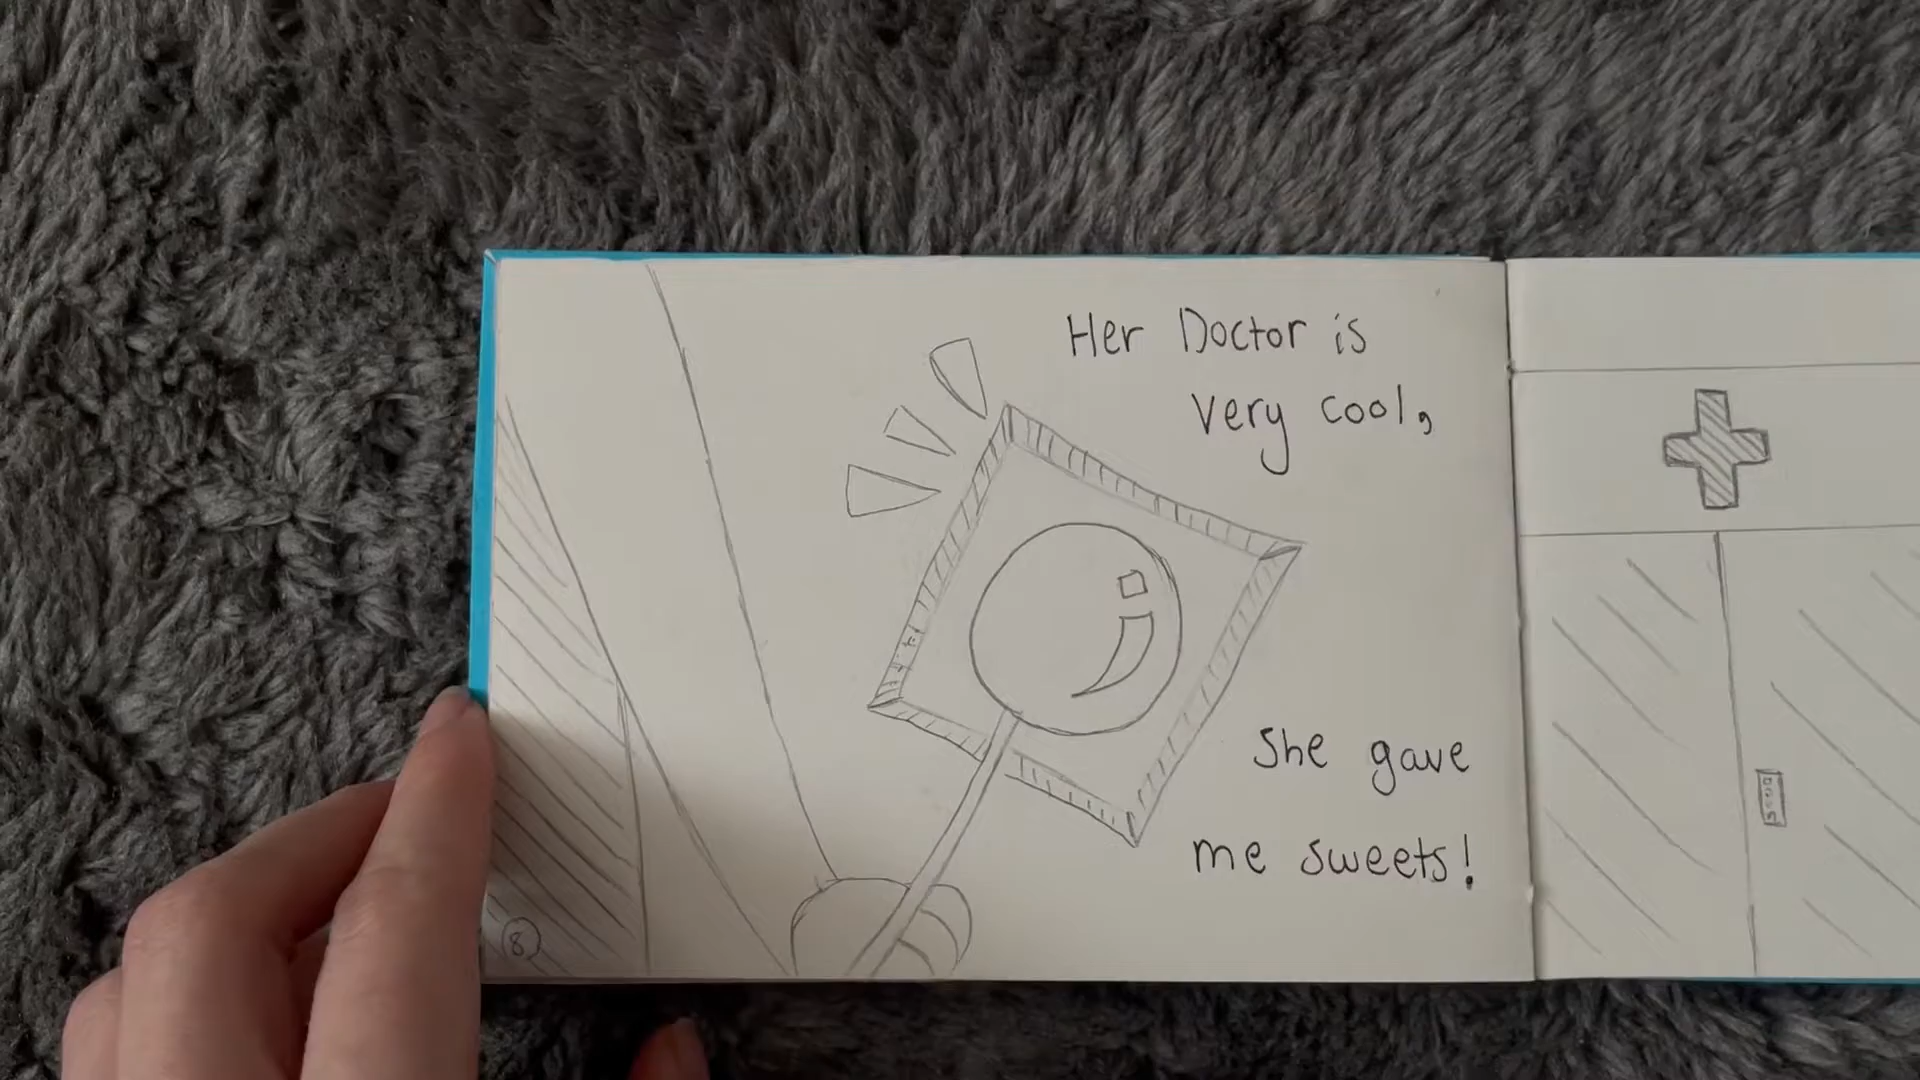 Her Doctor is
very cool,
She gave
me sweets!
8